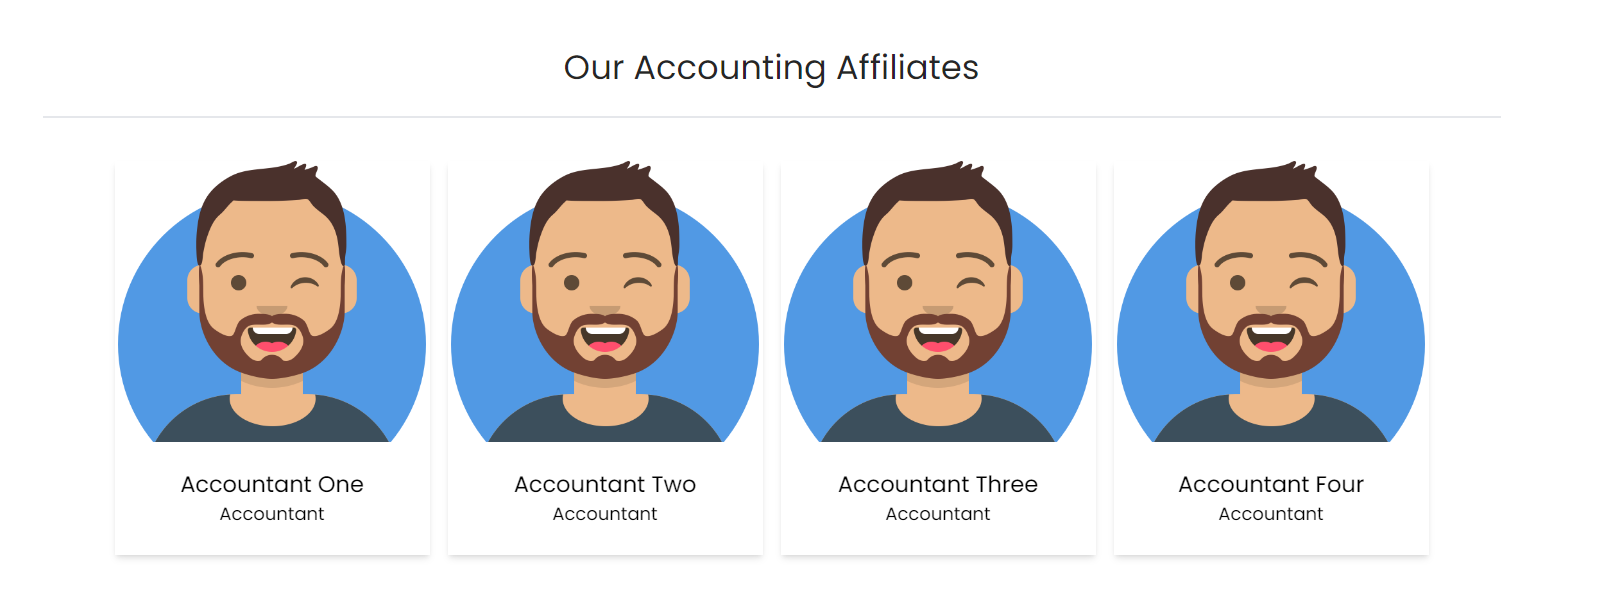 Our Accounting Affiliates
Accountant One
Accountant
Accountant Two
Accountant
Accountant Three
Accountant
Accountant Four
Accountant